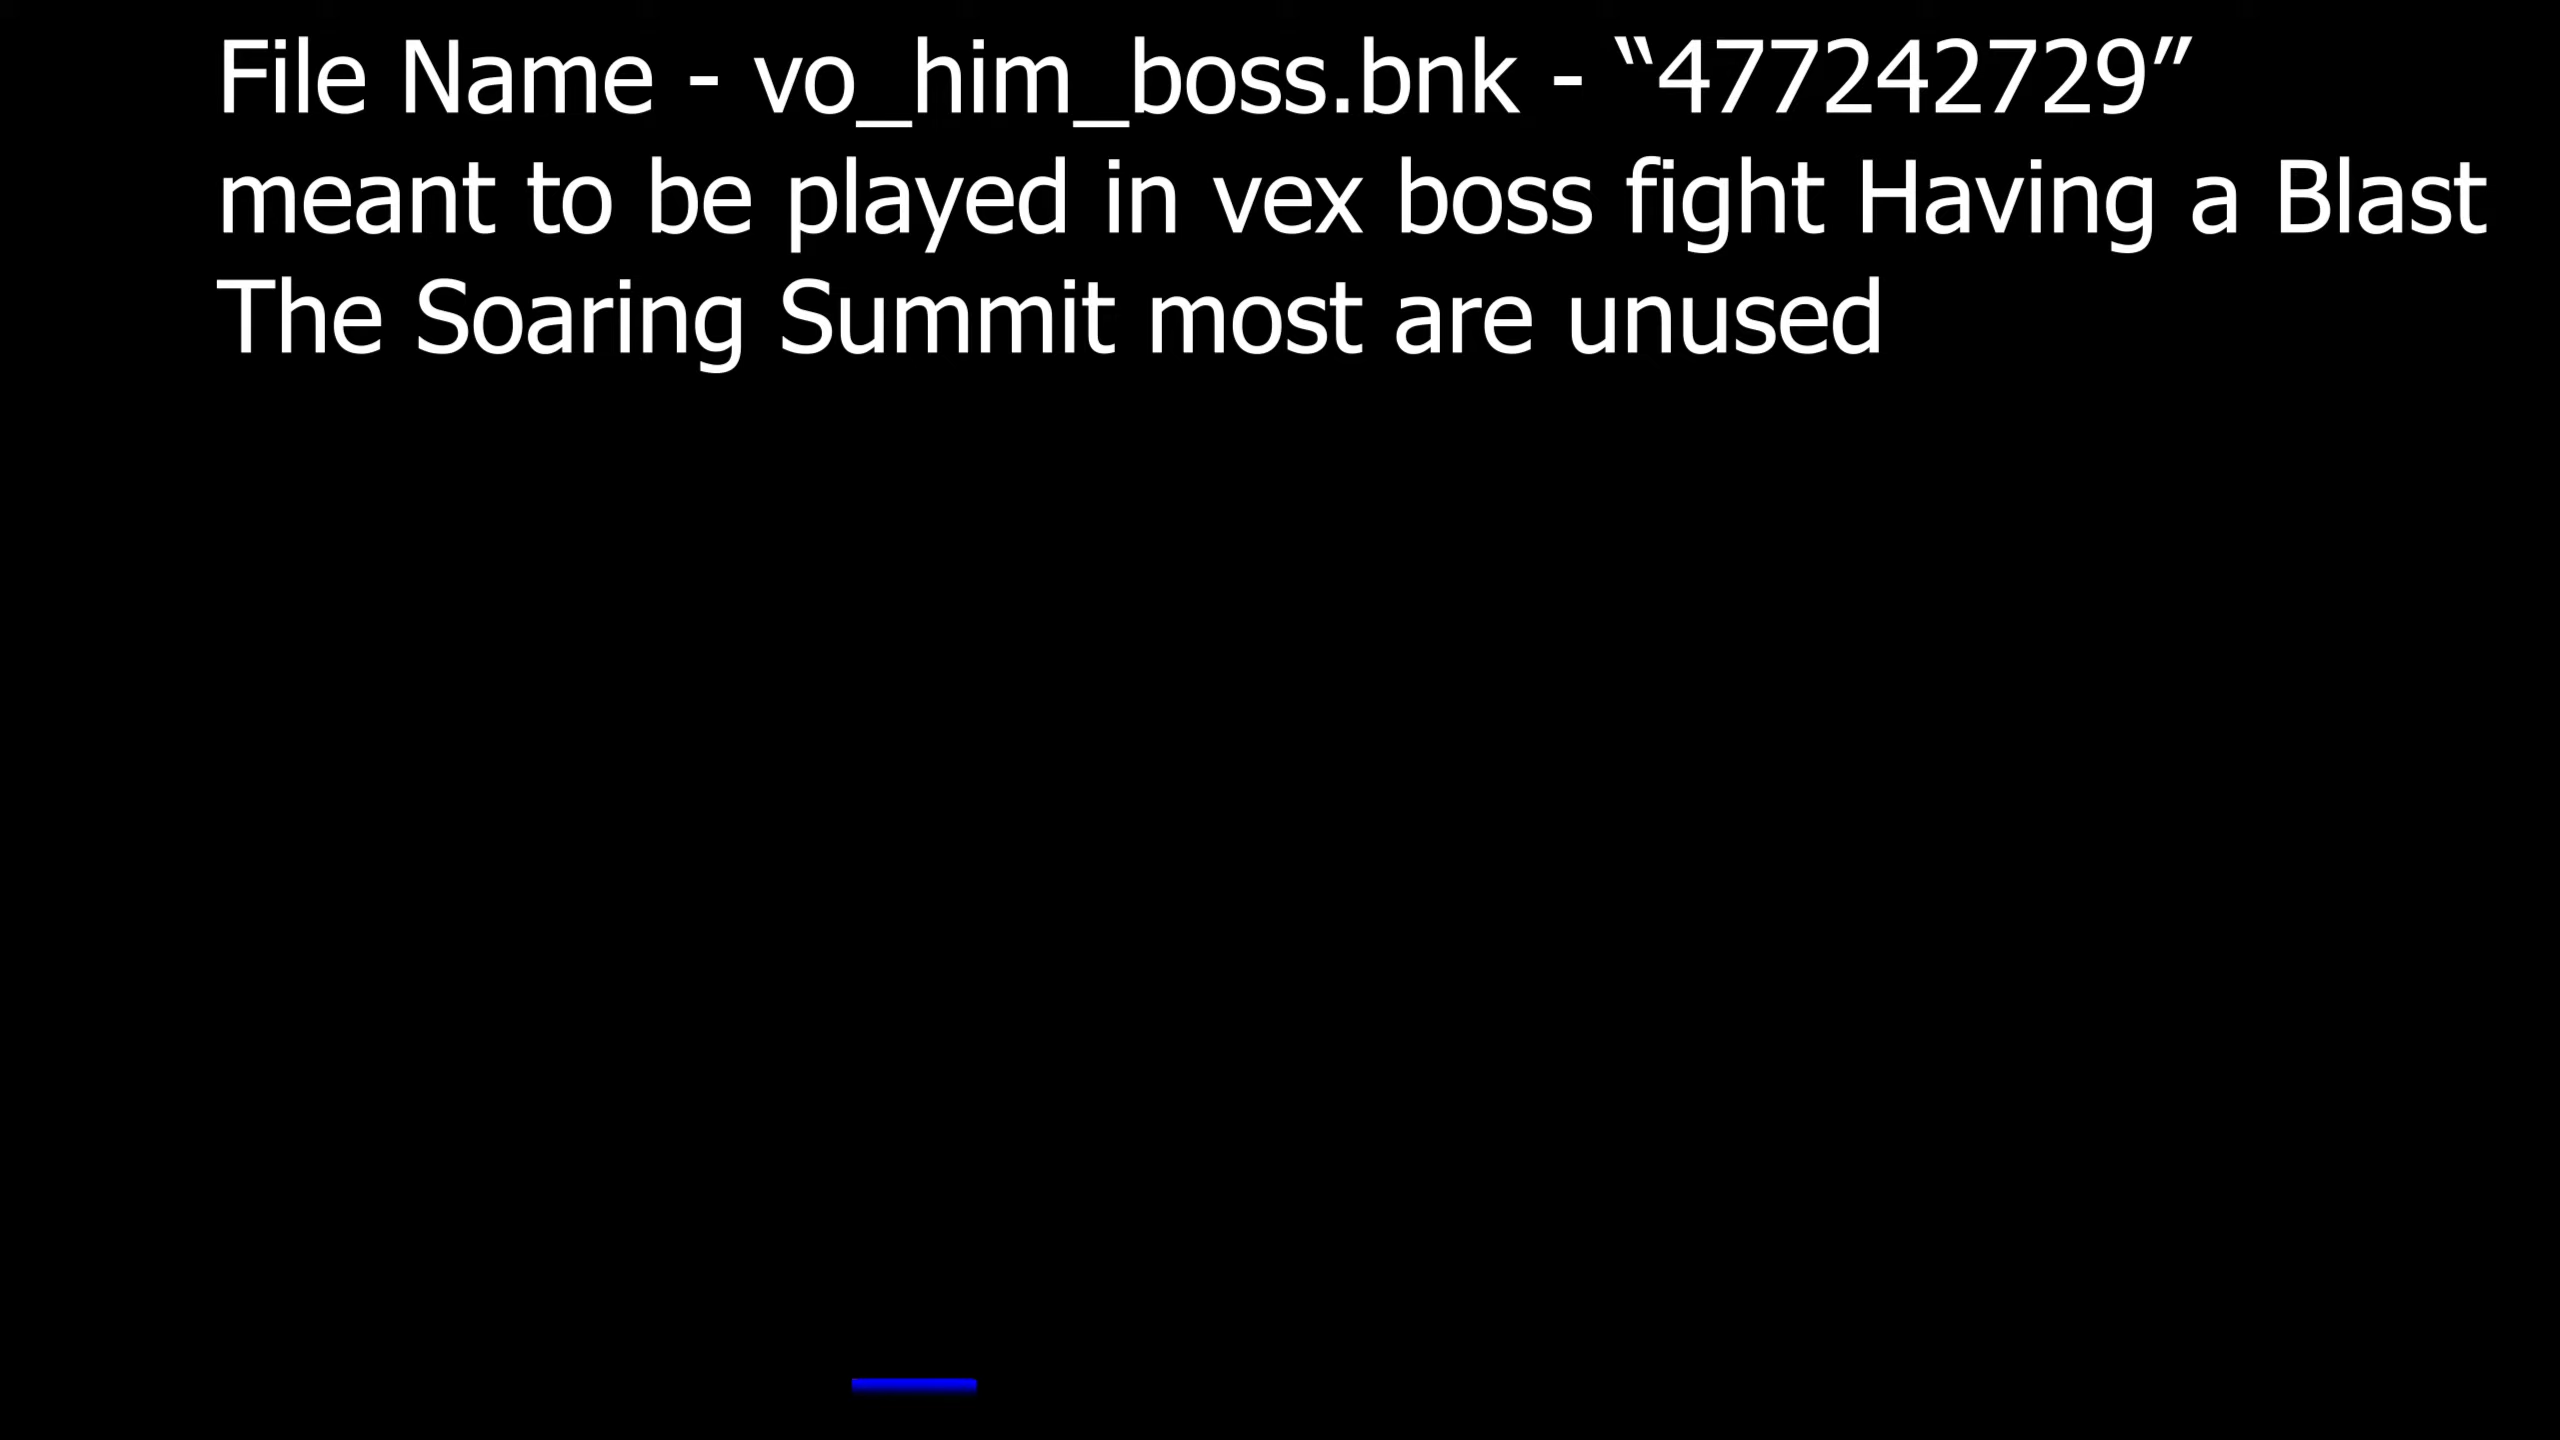 File Name - vo_him_boss.bnk - “477242729”
meant to be played in vex boss fight Having a Blast
The Soaring Summit most are unused